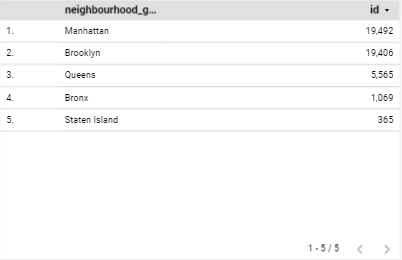 neighbourhood_g... id
1. Manhattan 19,492
2. Brooklyn 19,406
3. Queens 5,565
4. Bronx 1,069
5. Staten Island 365
1 - 5 / 5